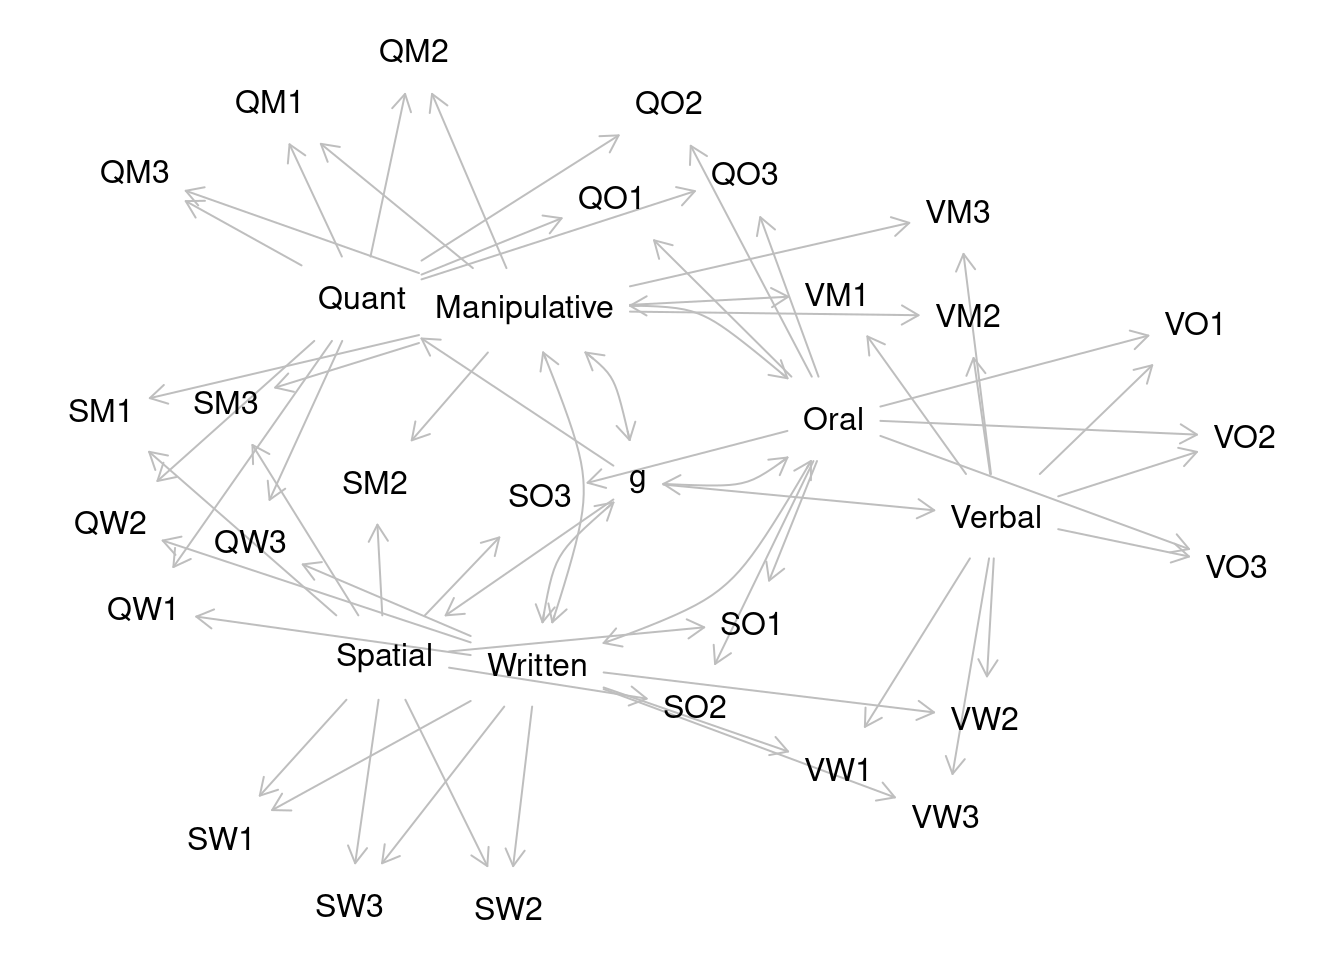 QM2
QM1
QO2
QM3
QO3
QO1
VM3
Quant
Manipulative
VM1
VM2
VO1
SM1
SM3
Oral
VO2
SM2
SO3
g
QW2
QW3
Verbal
VO3
QW1
SO1
Spatial
Written
SO2
VW2
VW1
VW3
SW1
SW3
SW2